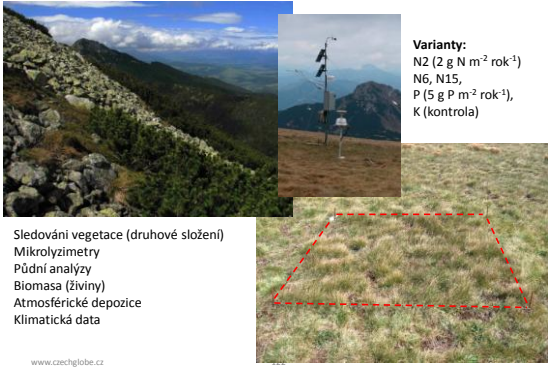 Varianty:
N2 (2 g N m⁻² rok⁻¹)
N6, N15,
P (5 g P m⁻² rok⁻¹),
K (kontrola)
Sledováni vegetace (druhové složení)
Mikrolyzimetry
Půdní analýzy
Biomasa (živiny)
Atmosférické depozice
Klimatická data
www.czechglobe.cz